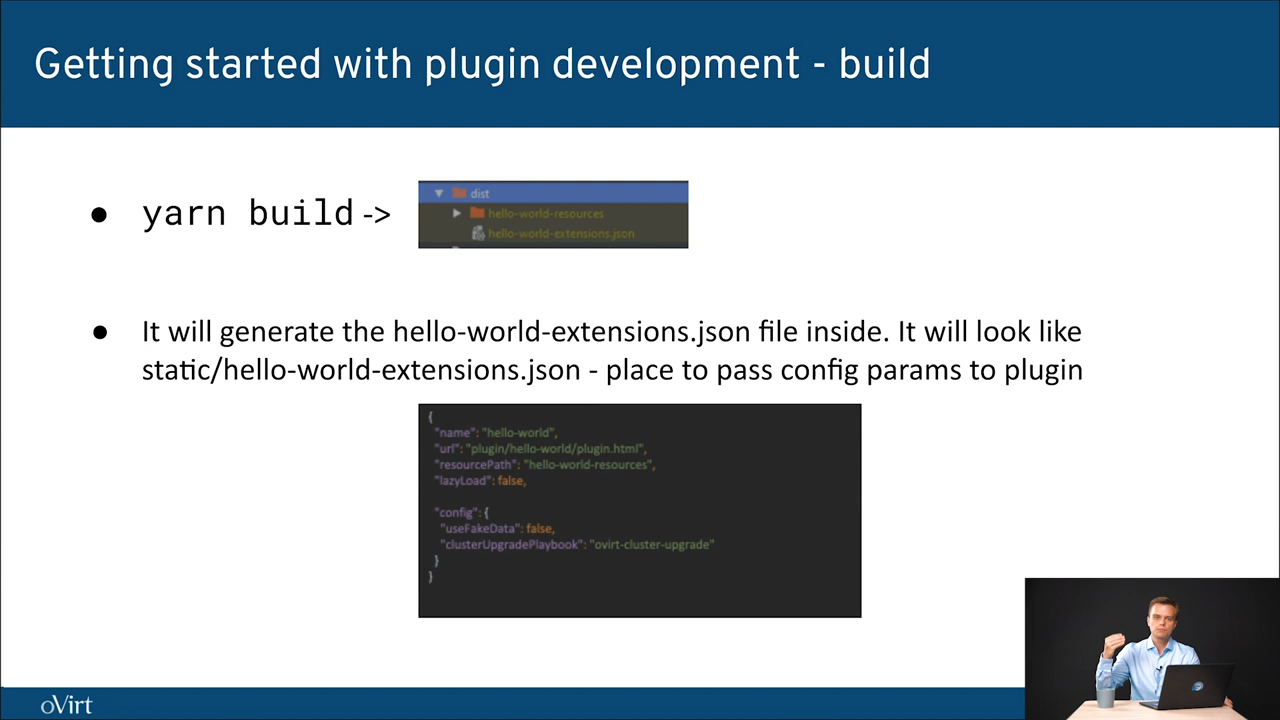 Getting started with plugin development - build
● yarn build ->
dist
hello-world-resources
hello-world-extensions.json
● It will generate the hello-world-extensions.json file inside. It will look like
static/hello-world-extensions.json - place to pass config params to plugin
{
"name": "hello-world",
"url": "plugin/hello-world/plugin.html",
"resourcePath": "hello-world-resources",
"lazyLoad": false,
"config": {
"useFakeData": false,
"clusterUpgradePlaybook": "ovirt-cluster-upgrade"
}
}
oVirt